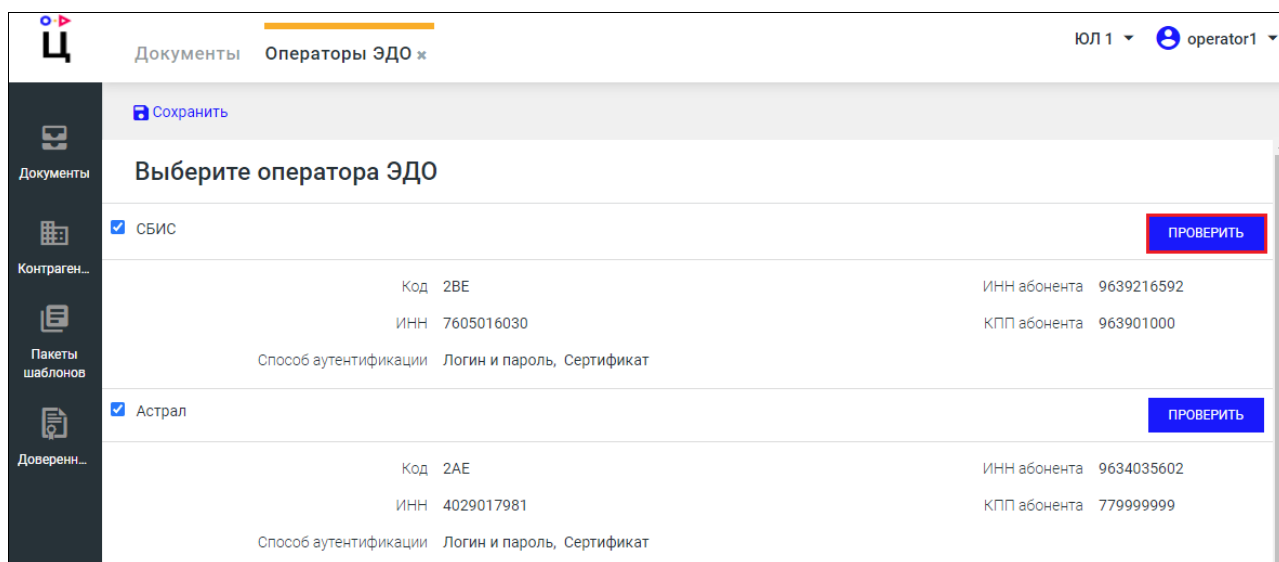 Ц
Документы Операторы ЭДО × ЮЛ 1 operator1
Сохранить
Документы
Выберите оператора ЭДО
СБИС ПРОВЕРИТЬ
Контраген...
Код 2BE ИНН абонента 9639216592
ИНН 7605016030 КПП абонента 963901000
Пакеты
шаблонов
Способ аутентификации Логин и пароль, Сертификат
Астрал ПРОВЕРИТЬ
Доверенн...
Код 2AE ИНН абонента 9634035602
ИНН 4029017981 КПП абонента 779999999
Способ аутентификации Логин и пароль, Сертификат